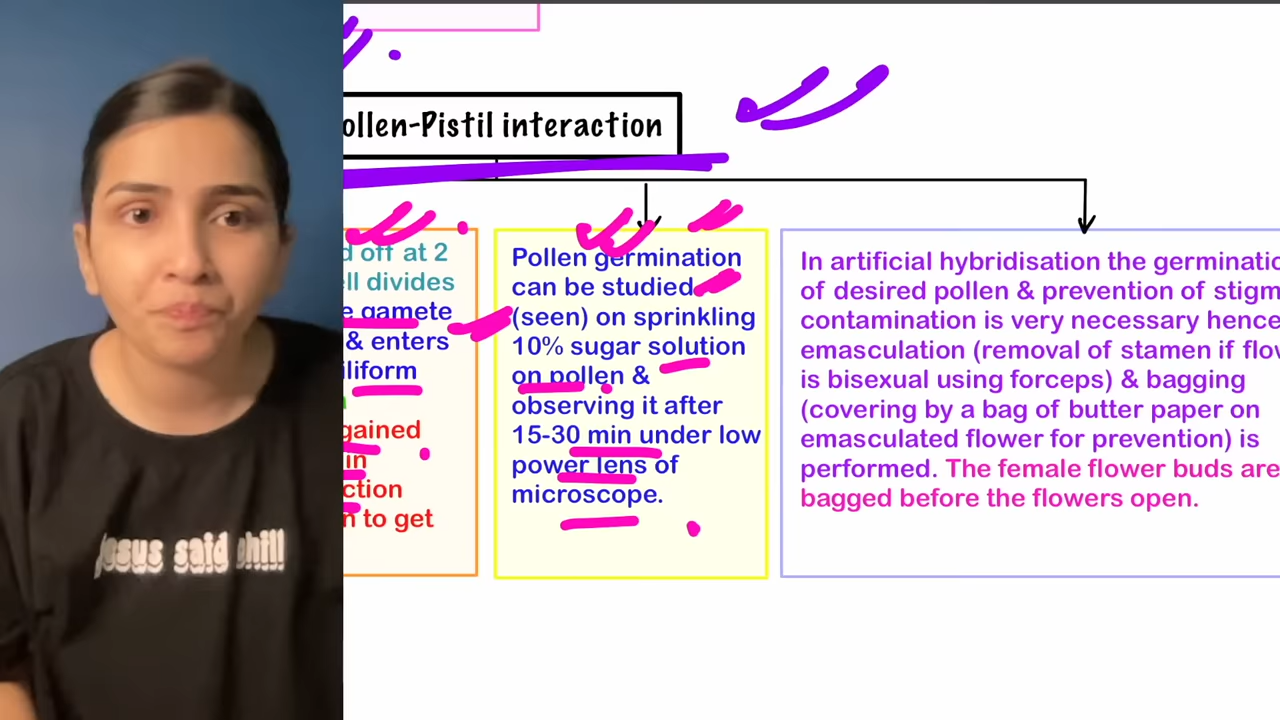 ollen-Pistil interaction
d off at 2
ll divides
e gamete
& enters
iliform
gained
in
ction
n to get
Pollen germination
can be studied
(seen) on sprinkling
10% sugar solution
on pollen &
observing it after
15-30 min under low
power lens of
microscope.
In artificial hybridisation the germinatio
of desired pollen & prevention of stigm
contamination is very necessary hence
emasculation (removal of stamen if flow
is bisexual using forceps) & bagging
(covering by a bag of butter paper on
emasculated flower for prevention) is
performed. The female flower buds are
bagged before the flowers open.
jesus said chill